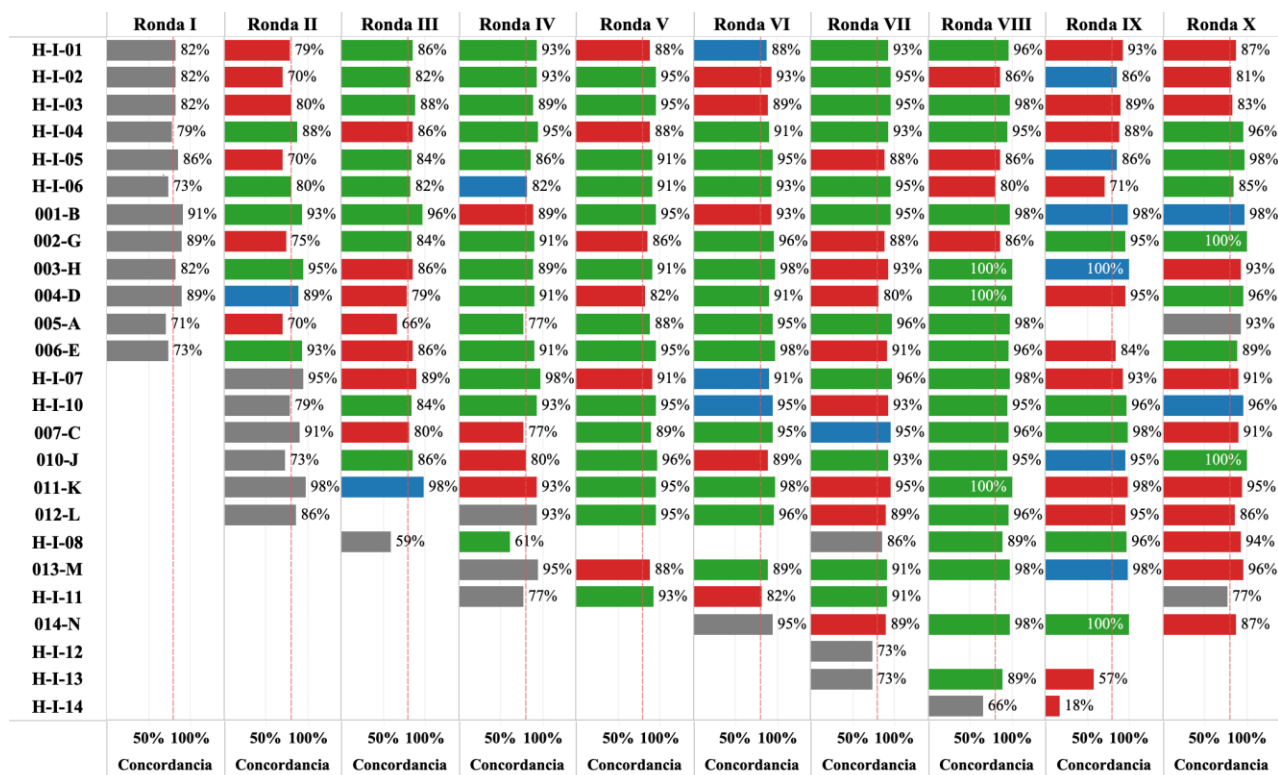 Ronda I Ronda II Ronda III Ronda IV Ronda V Ronda VI Ronda VII Ronda VIII Ronda IX Ronda X
H-I-01 82% 79% 86% 93% 88% 88% 93% 96% 93% 87%
H-I-02 82% 70% 82% 93% 95% 93% 95% 86% 86% 81%
H-I-03 82% 80% 88% 89% 95% 89% 95% 98% 89% 83%
H-I-04 79% 88% 86% 95% 88% 91% 93% 95% 88% 96%
H-I-05 86% 70% 84% 86% 91% 95% 88% 86% 86% 98%
H-I-06 73% 80% 82% 82% 91% 93% 95% 80% 71% 85%
001-B 91% 93% 96% 89% 95% 93% 95% 98% 98% 98%
002-G 89% 75% 84% 91% 86% 96% 88% 86% 95% 100%
003-H 82% 95% 86% 89% 91% 98% 93% 100% 100% 93%
004-D 89% 89% 79% 91% 82% 91% 80% 100% 95% 96%
005-A 71% 70% 66% 77% 88% 95% 96% 98% 93%
006-E 73% 93% 86% 91% 95% 98% 91% 96% 84% 89%
H-I-07 95% 89% 98% 91% 91% 96% 98% 93% 91%
H-I-10 79% 84% 93% 95% 95% 93% 95% 96% 96%
007-C 91% 80% 77% 89% 95% 95% 96% 98% 91%
010-J 73% 86% 80% 96% 89% 93% 95% 95% 100%
011-K 98% 98% 93% 95% 98% 95% 100% 98% 95%
012-L 86% 93% 95% 96% 89% 96% 95% 86%
H-I-08 59% 61% 86% 89% 96% 94%
013-M 95% 88% 89% 91% 98% 98% 96%
H-I-11 77% 93% 82% 91% 77%
014-N 95% 89% 98% 100% 87%
H-I-12 73%
H-I-13 73% 89% 57%
H-I-14 66% 18%
50% 100% 50% 100% 50% 100% 50% 100% 50% 100% 50% 100% 50% 100% 50% 100% 50% 100% 50% 100%
Concordancia Concordancia Concordancia Concordancia Concordancia Concordancia Concordancia Concordancia Concordancia Concordancia